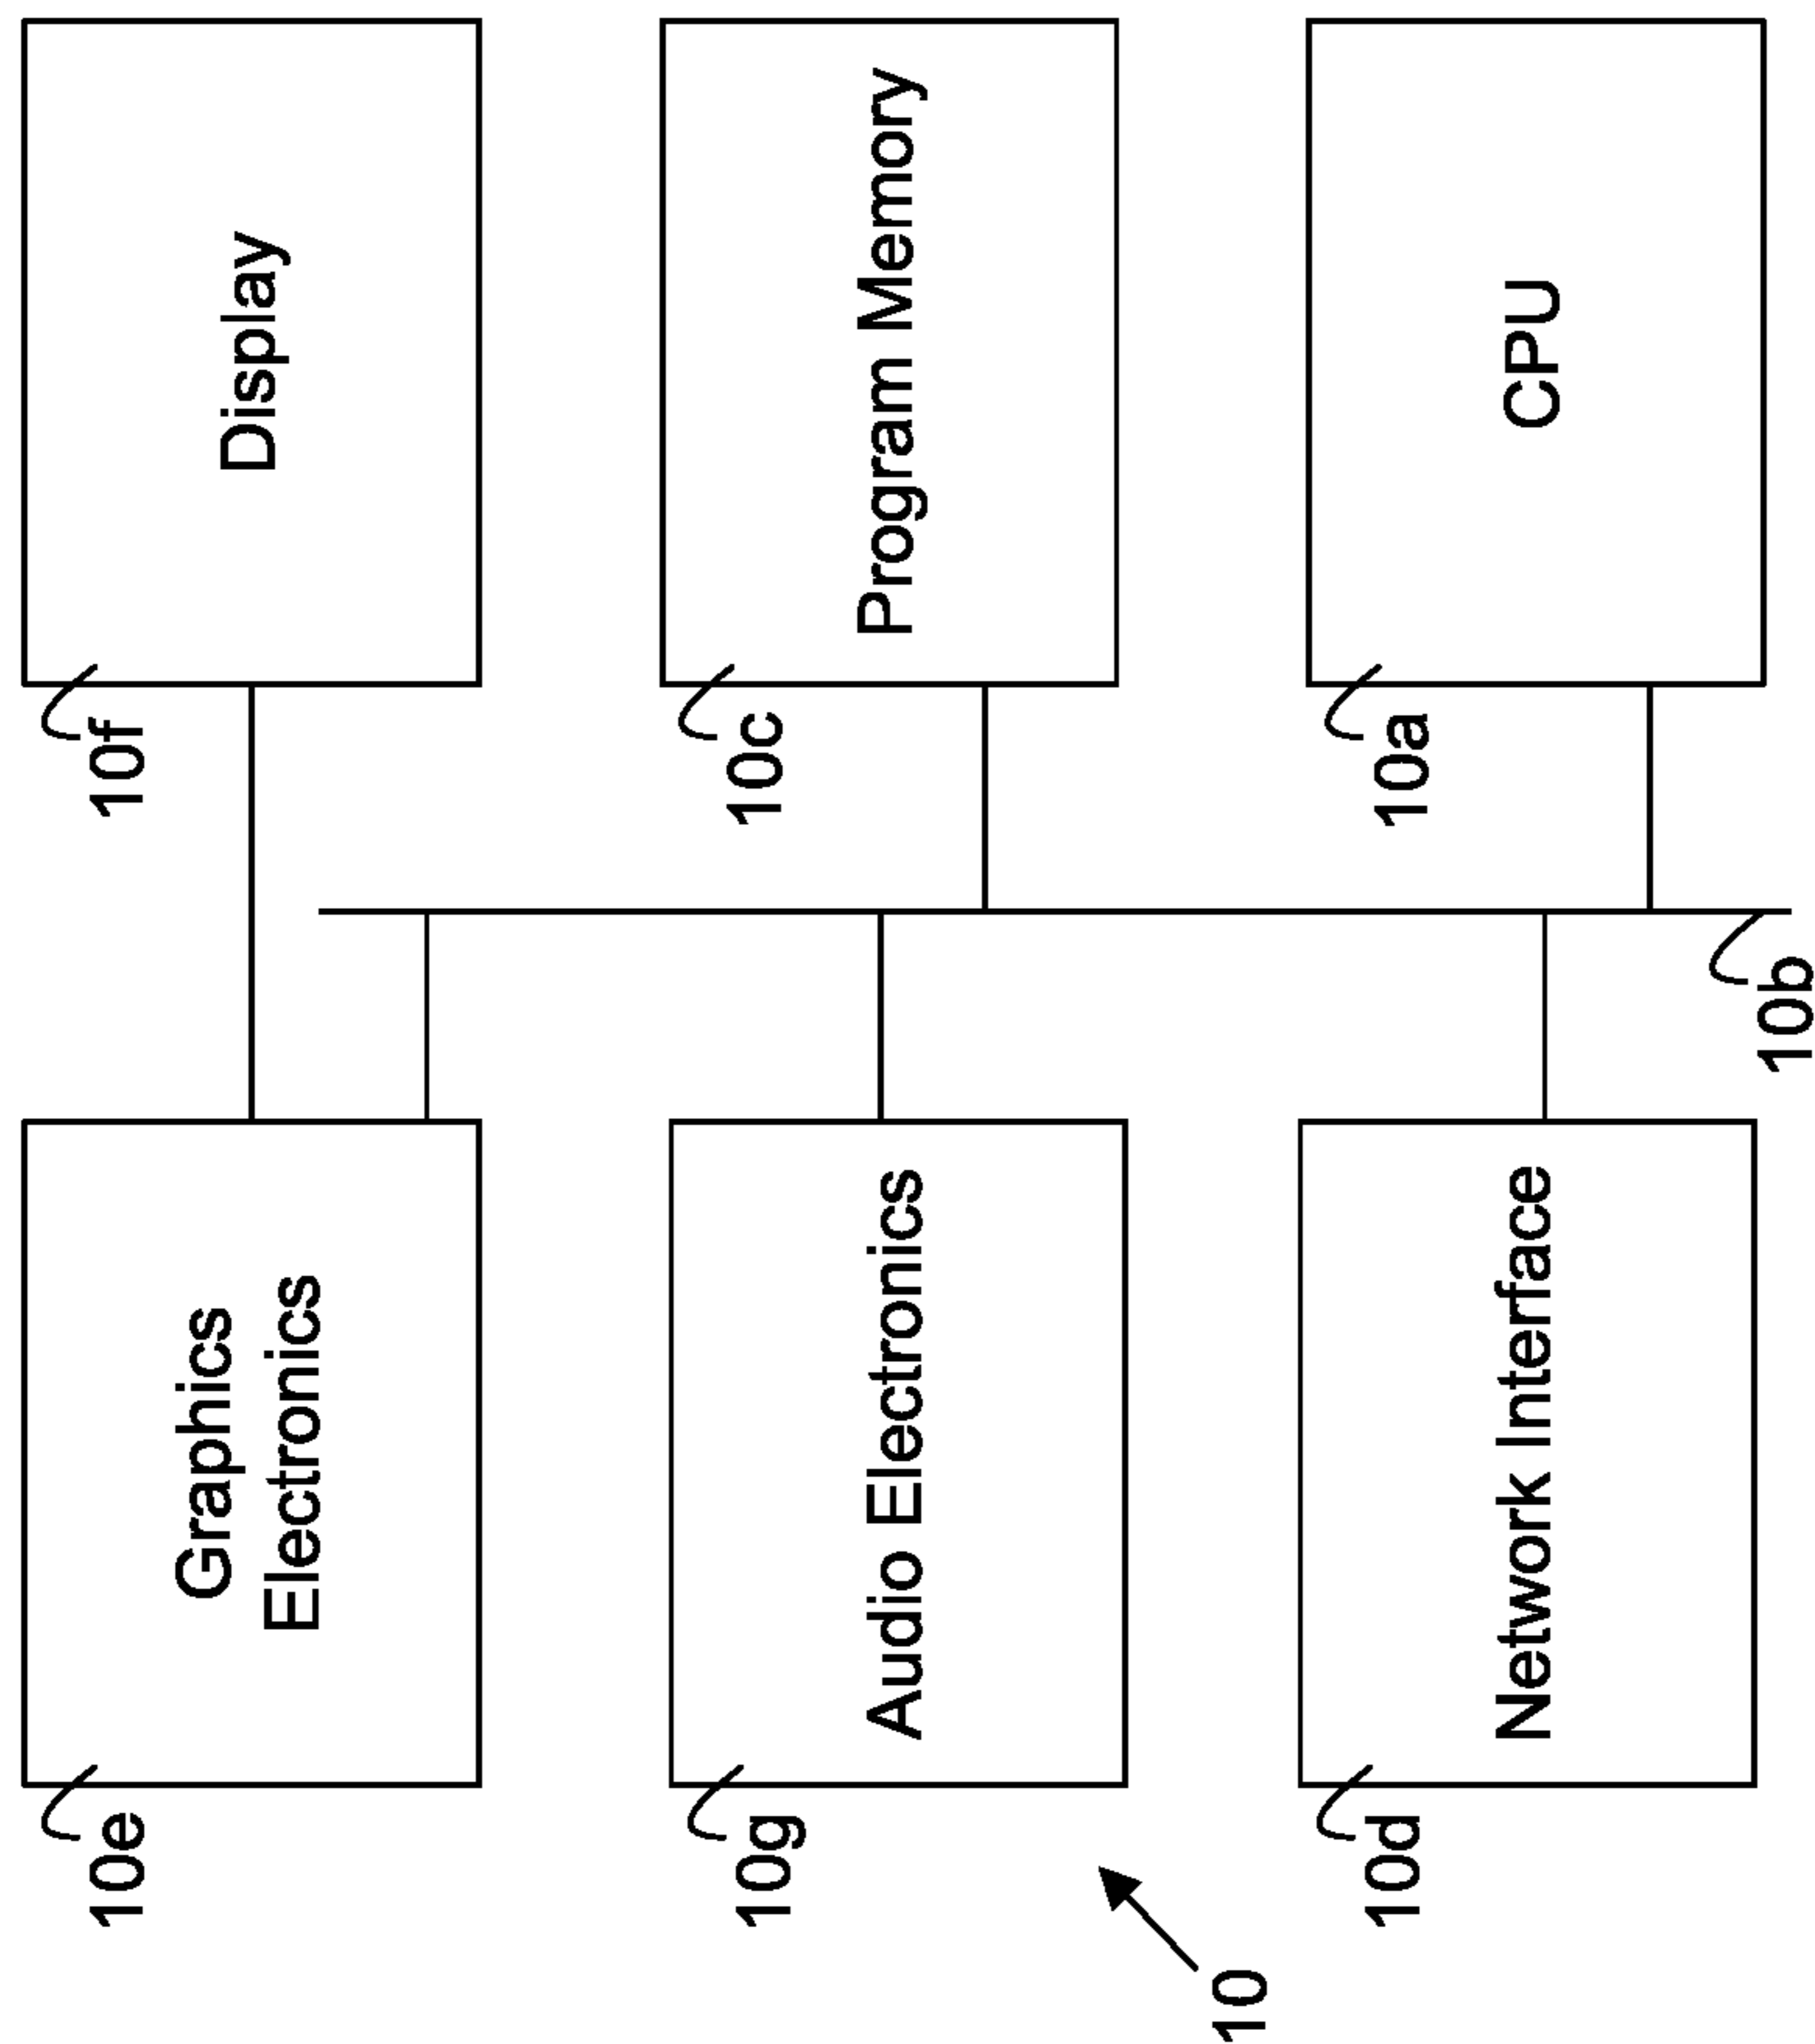 10e
Graphics
Electronics
10f
Display
10g
Audio Electronics
10c
Program Memory
10
10d
Network Interface
10a
CPU
10b